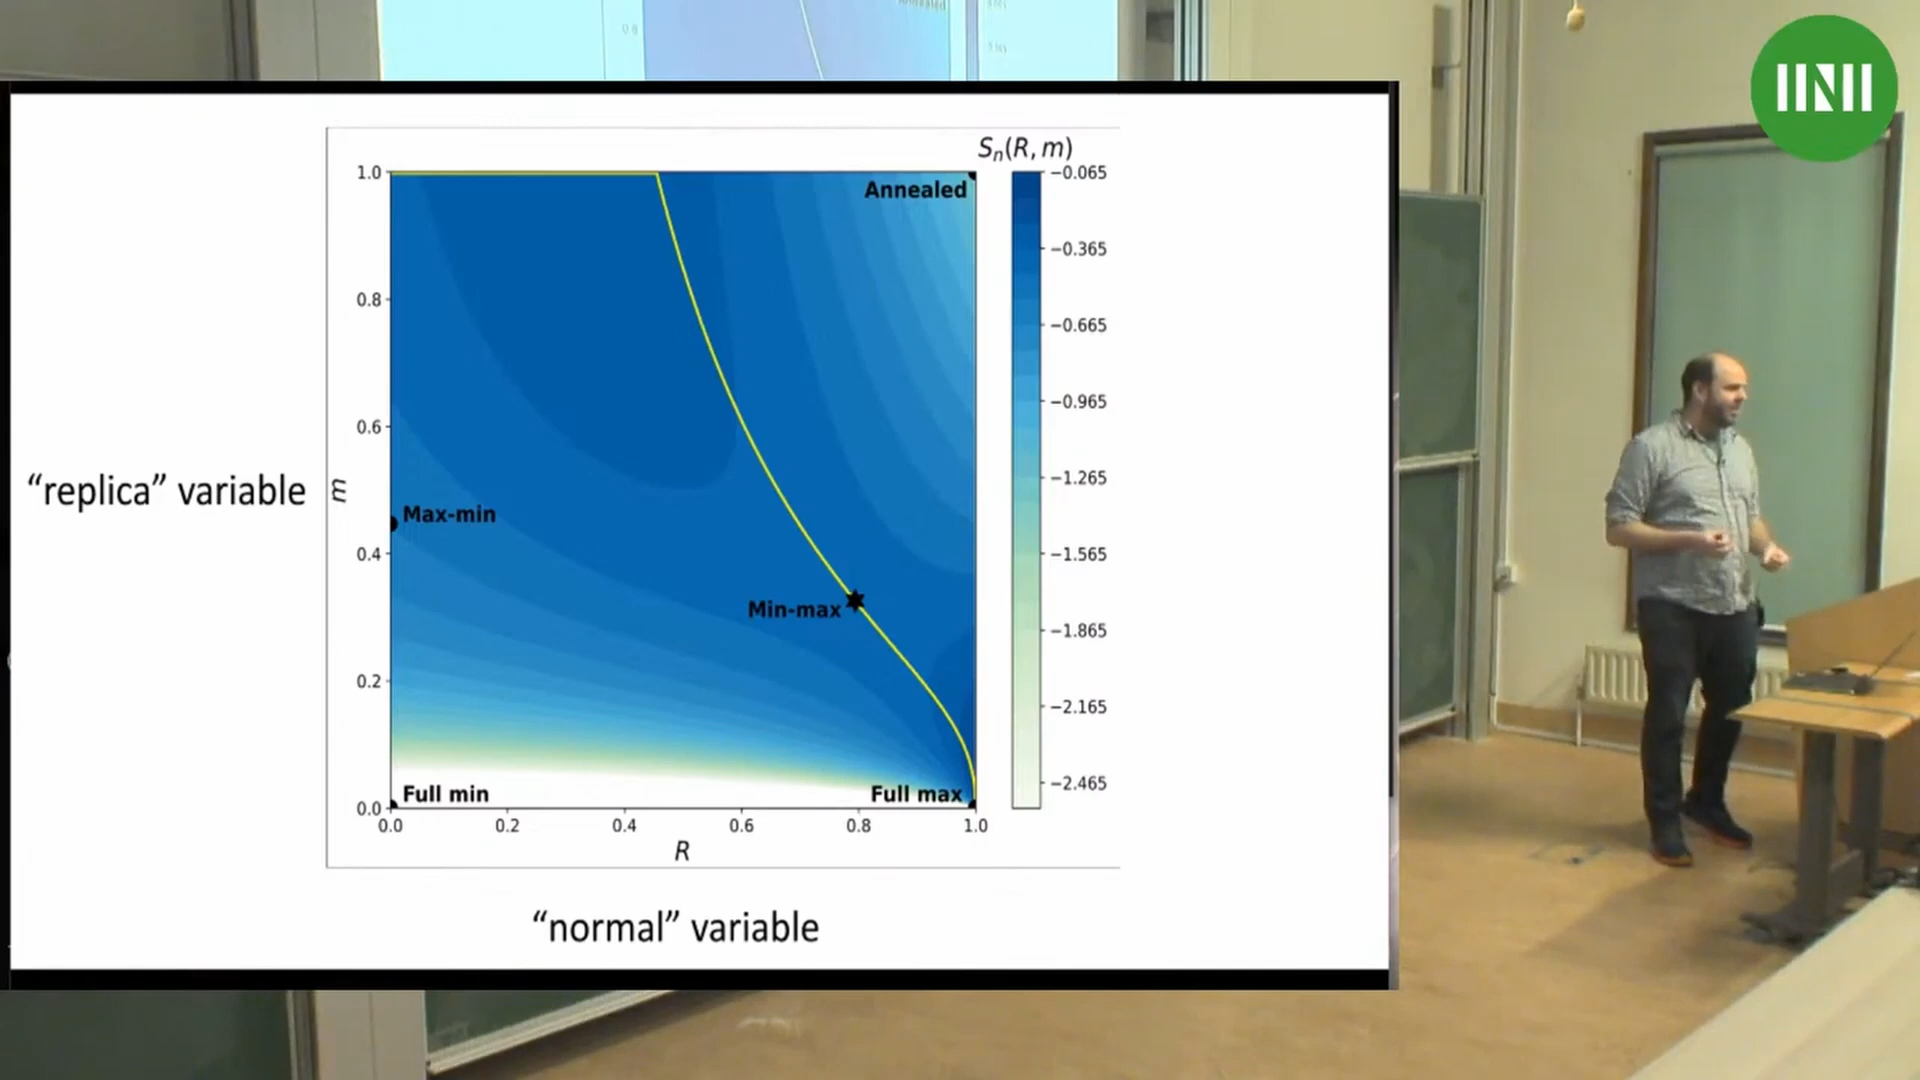 Sₙ(R, m)
1.0
Annealed
0.8
0.6
"replica" variable
m
Max-min
0.4
Min-max
0.2
Full min
Full max
0.0
0.0 0.2 0.4 0.6 0.8 1.0
R
−0.065
−0.365
−0.665
−0.965
−1.265
−1.565
−1.865
−2.165
−2.465
"normal" variable